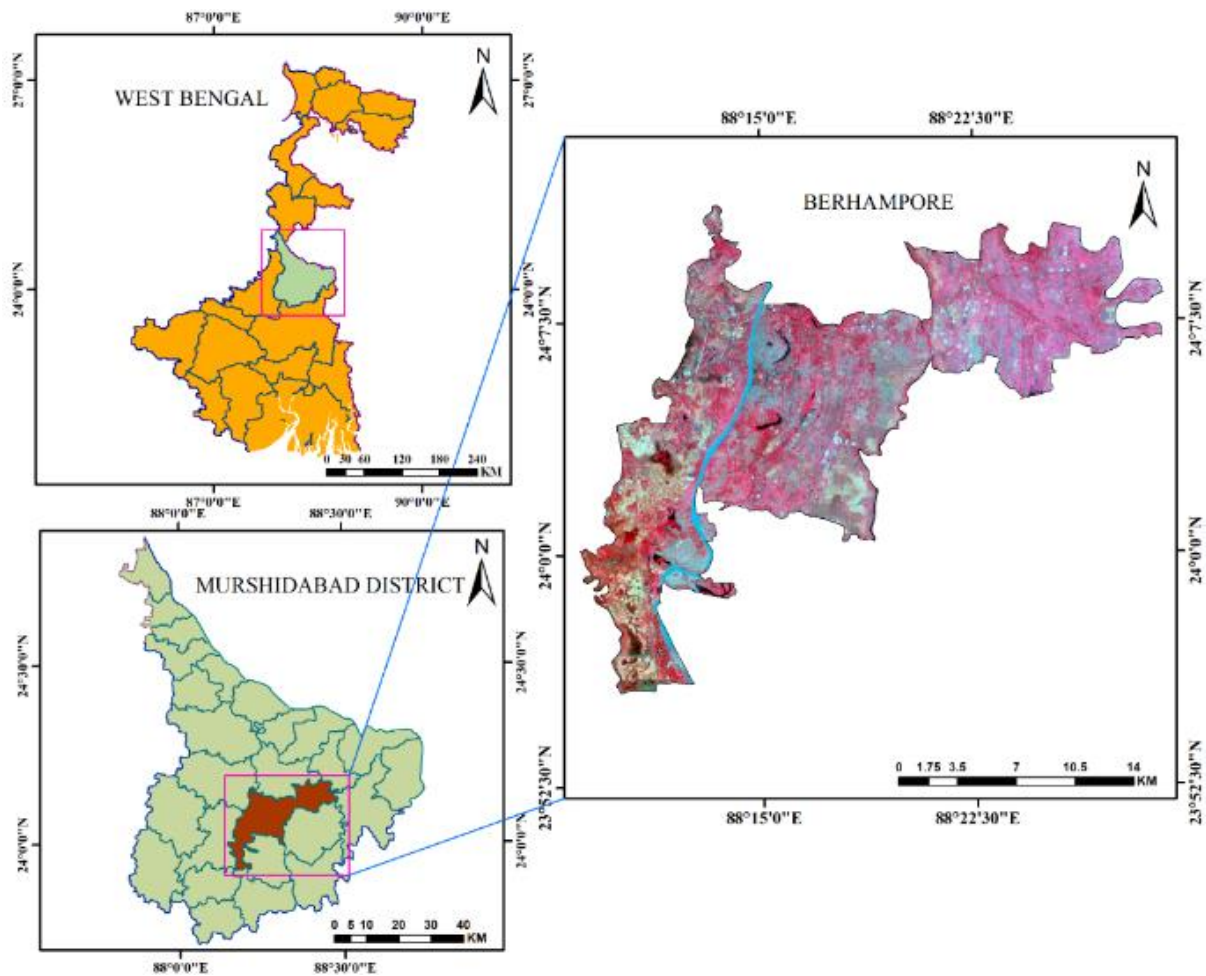 87°0'0"E 90°0'0"E
WEST BENGAL
N
27°0'0"N 27°0'0"N
24°0'0"N 24°0'0"N
0 30 60 120 180 240
KM
87°0'0"E 90°0'0"E
88°0'0"E 88°30'0"E
MURSHIDABAD DISTRICT
N
24°30'0"N 24°30'0"N
24°0'0"N 24°0'0"N
0 5 10 20 30 40
KM
88°0'0"E 88°30'0"E
88°15'0"E 88°22'30"E
BERHAMPORE
N
24°7'30"N 24°7'30"N
24°0'0"N 24°0'0"N
23°52'30"N 23°52'30"N
0 1.75 3.5 7 10.5 14
KM
88°15'0"E 88°22'30"E